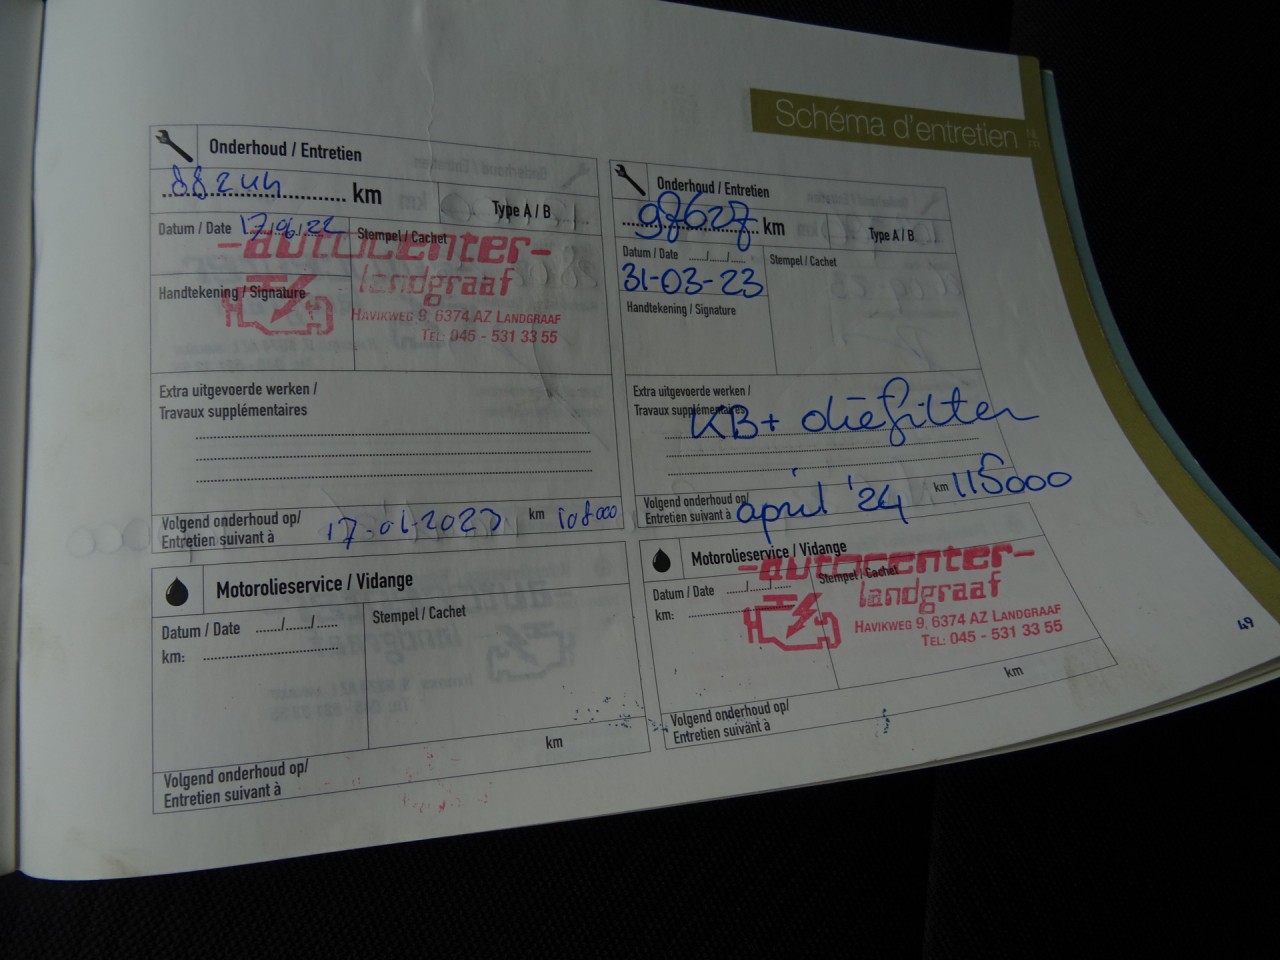 Schéma d'entretien
NL
FR
Onderhoud / Entretien
88244 km
Type A / B
Datum / Date 17/06/22
Stempel / Cachet
-autocenter-
landgraaf
HAVIKWEG 9, 6374 AZ LANDGRAAF
TEL: 045 - 531 33 55
Handtekening / Signature
Extra uitgevoerde werken /
Travaux supplémentaires
Volgend onderhoud op/
Entretien suivant à 17-06-2023 km 108000
Motorolieservice / Vidange
Datum / Date ....../....../......
Stempel / Cachet
km:
km
Volgend onderhoud op/
Entretien suivant à
Onderhoud / Entretien
97627 km
Type A / B
Datum / Date ....../....../......
31-03-23
Stempel / Cachet
Handtekening / Signature
Extra uitgevoerde werken /
Travaux supplémentaires
KB+ oliefilter
Volgend onderhoud op/
Entretien suivant à april '24 km 115000
Motorolieservice / Vidange
Datum / Date ....../....../......
Stempel / Cachet
km:
-autocenter-
landgraaf
HAVIKWEG 9, 6374 AZ LANDGRAAF
TEL: 045 - 531 33 55
km
Volgend onderhoud op/
Entretien suivant à
49